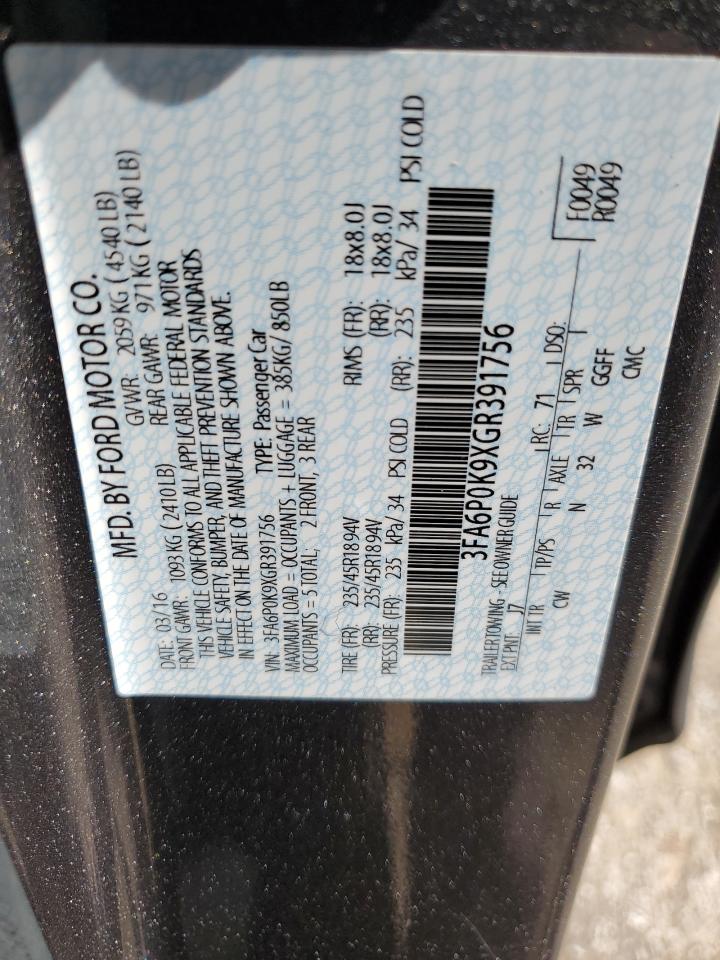 MFD. BY FORD MOTOR CO.
DATE: 03/16 GVWR: 2059 KG ( 4540 LB)
FRONT GAWR: 1093 KG ( 2410 LB) REAR GAWR: 971 KG ( 2140 LB)
THIS VEHICLE CONFORMS TO ALL APPLICABLE FEDERAL MOTOR
VEHICLE SAFETY, BUMPER, AND THEFT PREVENTION STANDARDS
IN EFFECT ON THE DATE OF MANUFACTURE SHOWN ABOVE.
VIN: 3FA6P0K9XGR391756 TYPE: Passenger Car
MAXIMUM LOAD = OCCUPANTS + LUGGAGE = 385KG/ 850LB
OCCUPANTS = 5 TOTAL; 2 FRONT, 3 REAR
TIRE (FR): 235/45R1894V RIMS (FR): 18x8.0J
(RR): 235/45R1894V (RR): 18x8.0J
PRESSURE (FR): 235 kPa/ 34 PSI COLD (RR): 235 kPa/ 34 PSI COLD
3FA6P0K9XGR391756
TRAILER TOWING - SEE OWNER GUIDE
EXT PNT: J7 RC: 71 DSO: F0049
INT TR TP/PS R AXLE TR SPR R0049
CW N 32 W GGFF
CMC